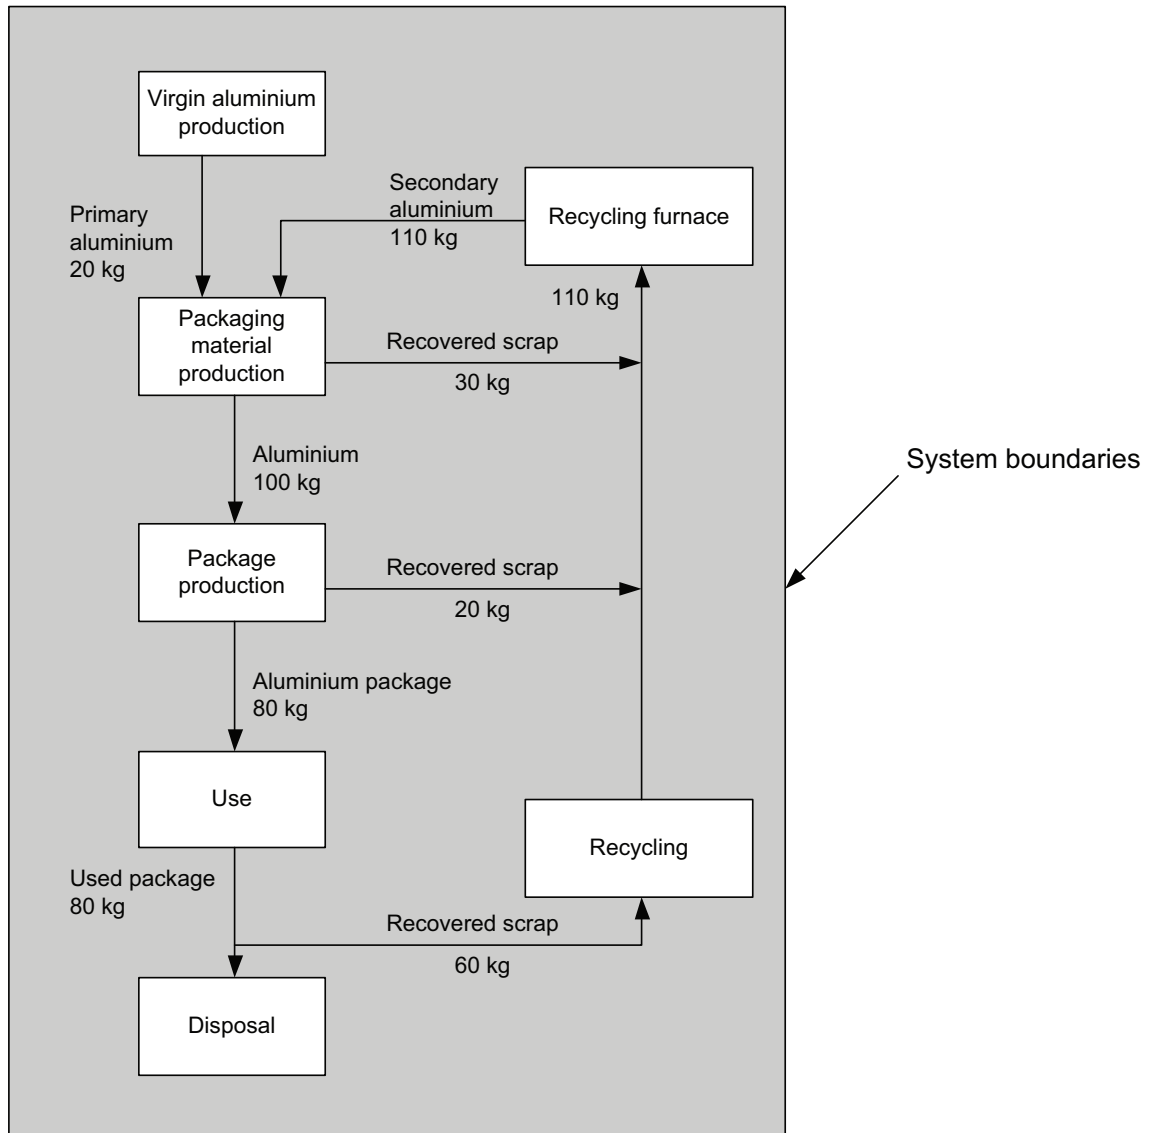 Virgin aluminium
production
Secondary
aluminium
110 kg
Recycling furnace
Primary
aluminium
20 kg
110 kg
Packaging
material
production
Recovered scrap
30 kg
Aluminium
100 kg
System boundaries
Package
production
Recovered scrap
20 kg
Aluminium package
80 kg
Use
Recycling
Used package
80 kg
Recovered scrap
60 kg
Disposal